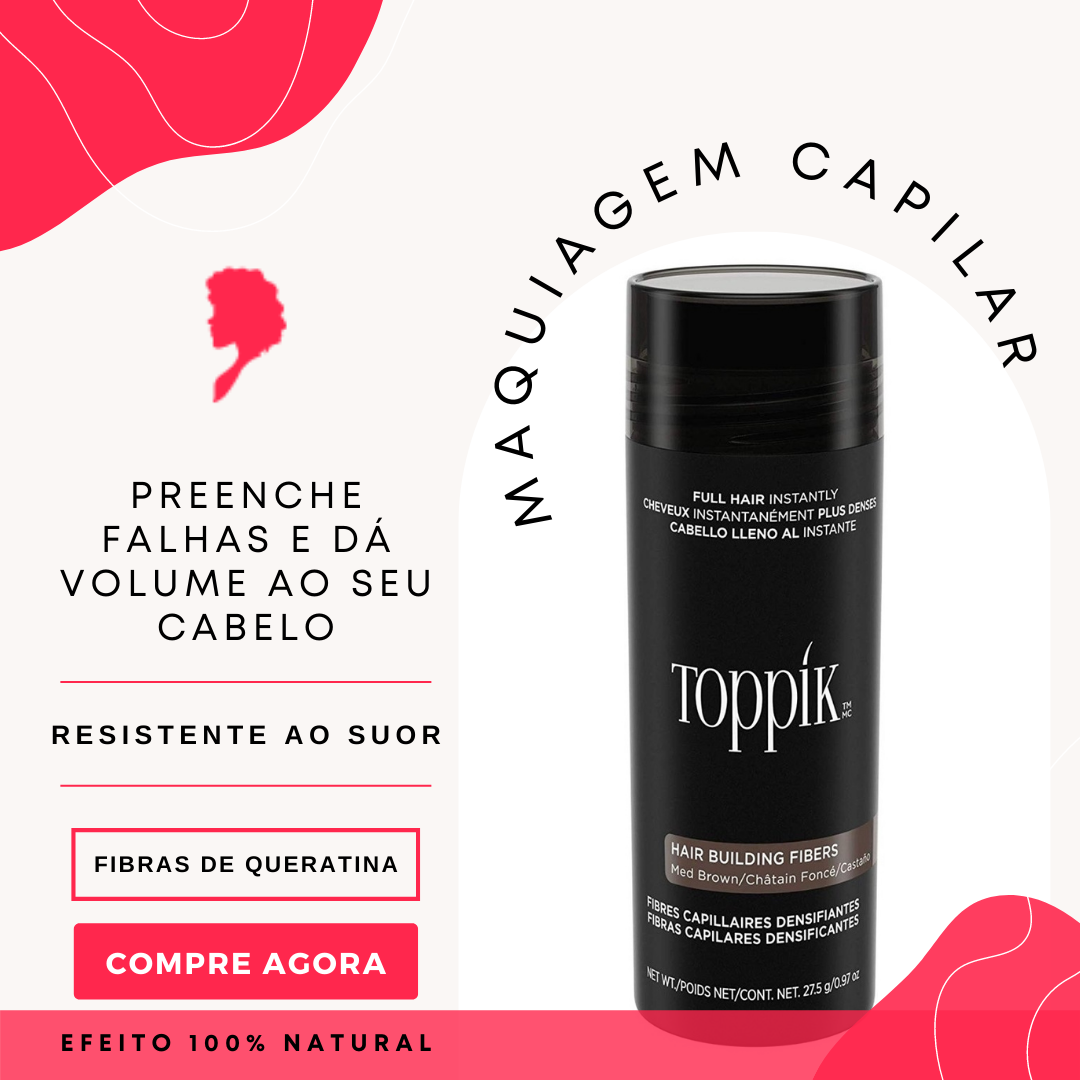 MAQUIAGEM CAPILAR
PREENCHE
FALHAS E DÁ
VOLUME AO SEU
CABELO
RESISTENTE AO SUOR
FIBRAS DE QUERATINA
COMPRE AGORA
EFEITO 100% NATURAL
FULL HAIR INSTANTLY
CHEVEUX INSTANTANÉMENT PLUS DENSES
CABELLO LLENO AL INSTANTE
Toppík TM MC
HAIR BUILDING FIBERS
Med Brown/Châtain Foncé/Castaño
FIBRES CAPILLAIRES DENSIFIANTES
FIBRAS CAPILARES DENSIFICANTES
NET WT./POIDS NET/CONT. NET. 27.5 g/0.97 oz